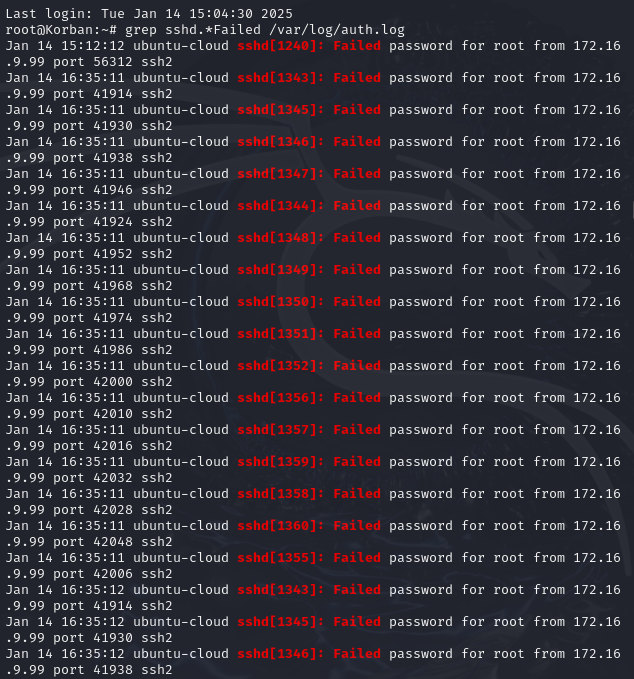 Last login: Tue Jan 14 15:04:30 2025
root@Korban:~# grep sshd.*Failed /var/log/auth.log
Jan 14 15:12:12 ubuntu-cloud sshd[1240]: Failed password for root from 172.16
.9.99 port 56312 ssh2
Jan 14 16:35:11 ubuntu-cloud sshd[1343]: Failed password for root from 172.16
.9.99 port 41914 ssh2
Jan 14 16:35:11 ubuntu-cloud sshd[1345]: Failed password for root from 172.16
.9.99 port 41930 ssh2
Jan 14 16:35:11 ubuntu-cloud sshd[1346]: Failed password for root from 172.16
.9.99 port 41938 ssh2
Jan 14 16:35:11 ubuntu-cloud sshd[1347]: Failed password for root from 172.16
.9.99 port 41946 ssh2
Jan 14 16:35:11 ubuntu-cloud sshd[1344]: Failed password for root from 172.16
.9.99 port 41924 ssh2
Jan 14 16:35:11 ubuntu-cloud sshd[1348]: Failed password for root from 172.16
.9.99 port 41952 ssh2
Jan 14 16:35:11 ubuntu-cloud sshd[1349]: Failed password for root from 172.16
.9.99 port 41968 ssh2
Jan 14 16:35:11 ubuntu-cloud sshd[1350]: Failed password for root from 172.16
.9.99 port 41974 ssh2
Jan 14 16:35:11 ubuntu-cloud sshd[1351]: Failed password for root from 172.16
.9.99 port 41986 ssh2
Jan 14 16:35:11 ubuntu-cloud sshd[1352]: Failed password for root from 172.16
.9.99 port 42000 ssh2
Jan 14 16:35:11 ubuntu-cloud sshd[1356]: Failed password for root from 172.16
.9.99 port 42010 ssh2
Jan 14 16:35:11 ubuntu-cloud sshd[1357]: Failed password for root from 172.16
.9.99 port 42016 ssh2
Jan 14 16:35:11 ubuntu-cloud sshd[1359]: Failed password for root from 172.16
.9.99 port 42032 ssh2
Jan 14 16:35:11 ubuntu-cloud sshd[1358]: Failed password for root from 172.16
.9.99 port 42028 ssh2
Jan 14 16:35:11 ubuntu-cloud sshd[1360]: Failed password for root from 172.16
.9.99 port 42048 ssh2
Jan 14 16:35:11 ubuntu-cloud sshd[1355]: Failed password for root from 172.16
.9.99 port 42006 ssh2
Jan 14 16:35:12 ubuntu-cloud sshd[1343]: Failed password for root from 172.16
.9.99 port 41914 ssh2
Jan 14 16:35:12 ubuntu-cloud sshd[1345]: Failed password for root from 172.16
.9.99 port 41930 ssh2
Jan 14 16:35:12 ubuntu-cloud sshd[1346]: Failed password for root from 172.16
.9.99 port 41938 ssh2